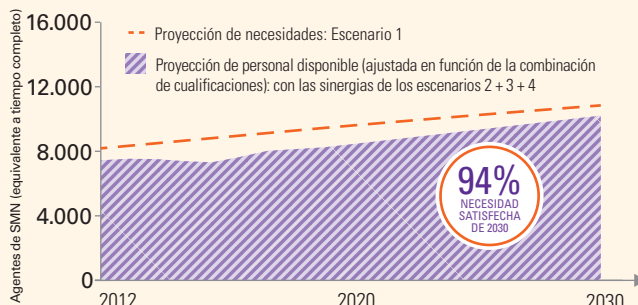 Agentes de SMN (equivalente a tiempo completo)
16.000
12.000
8.000
4.000
0
Proyección de necesidades: Escenario 1
Proyección de personal disponible (ajustada en función de la combinación
de cualificaciones): con las sinergias de los escenarios 2 + 3 + 4
94%
NECESIDAD
SATISFECHA
DE 2030
2012
2020
2030